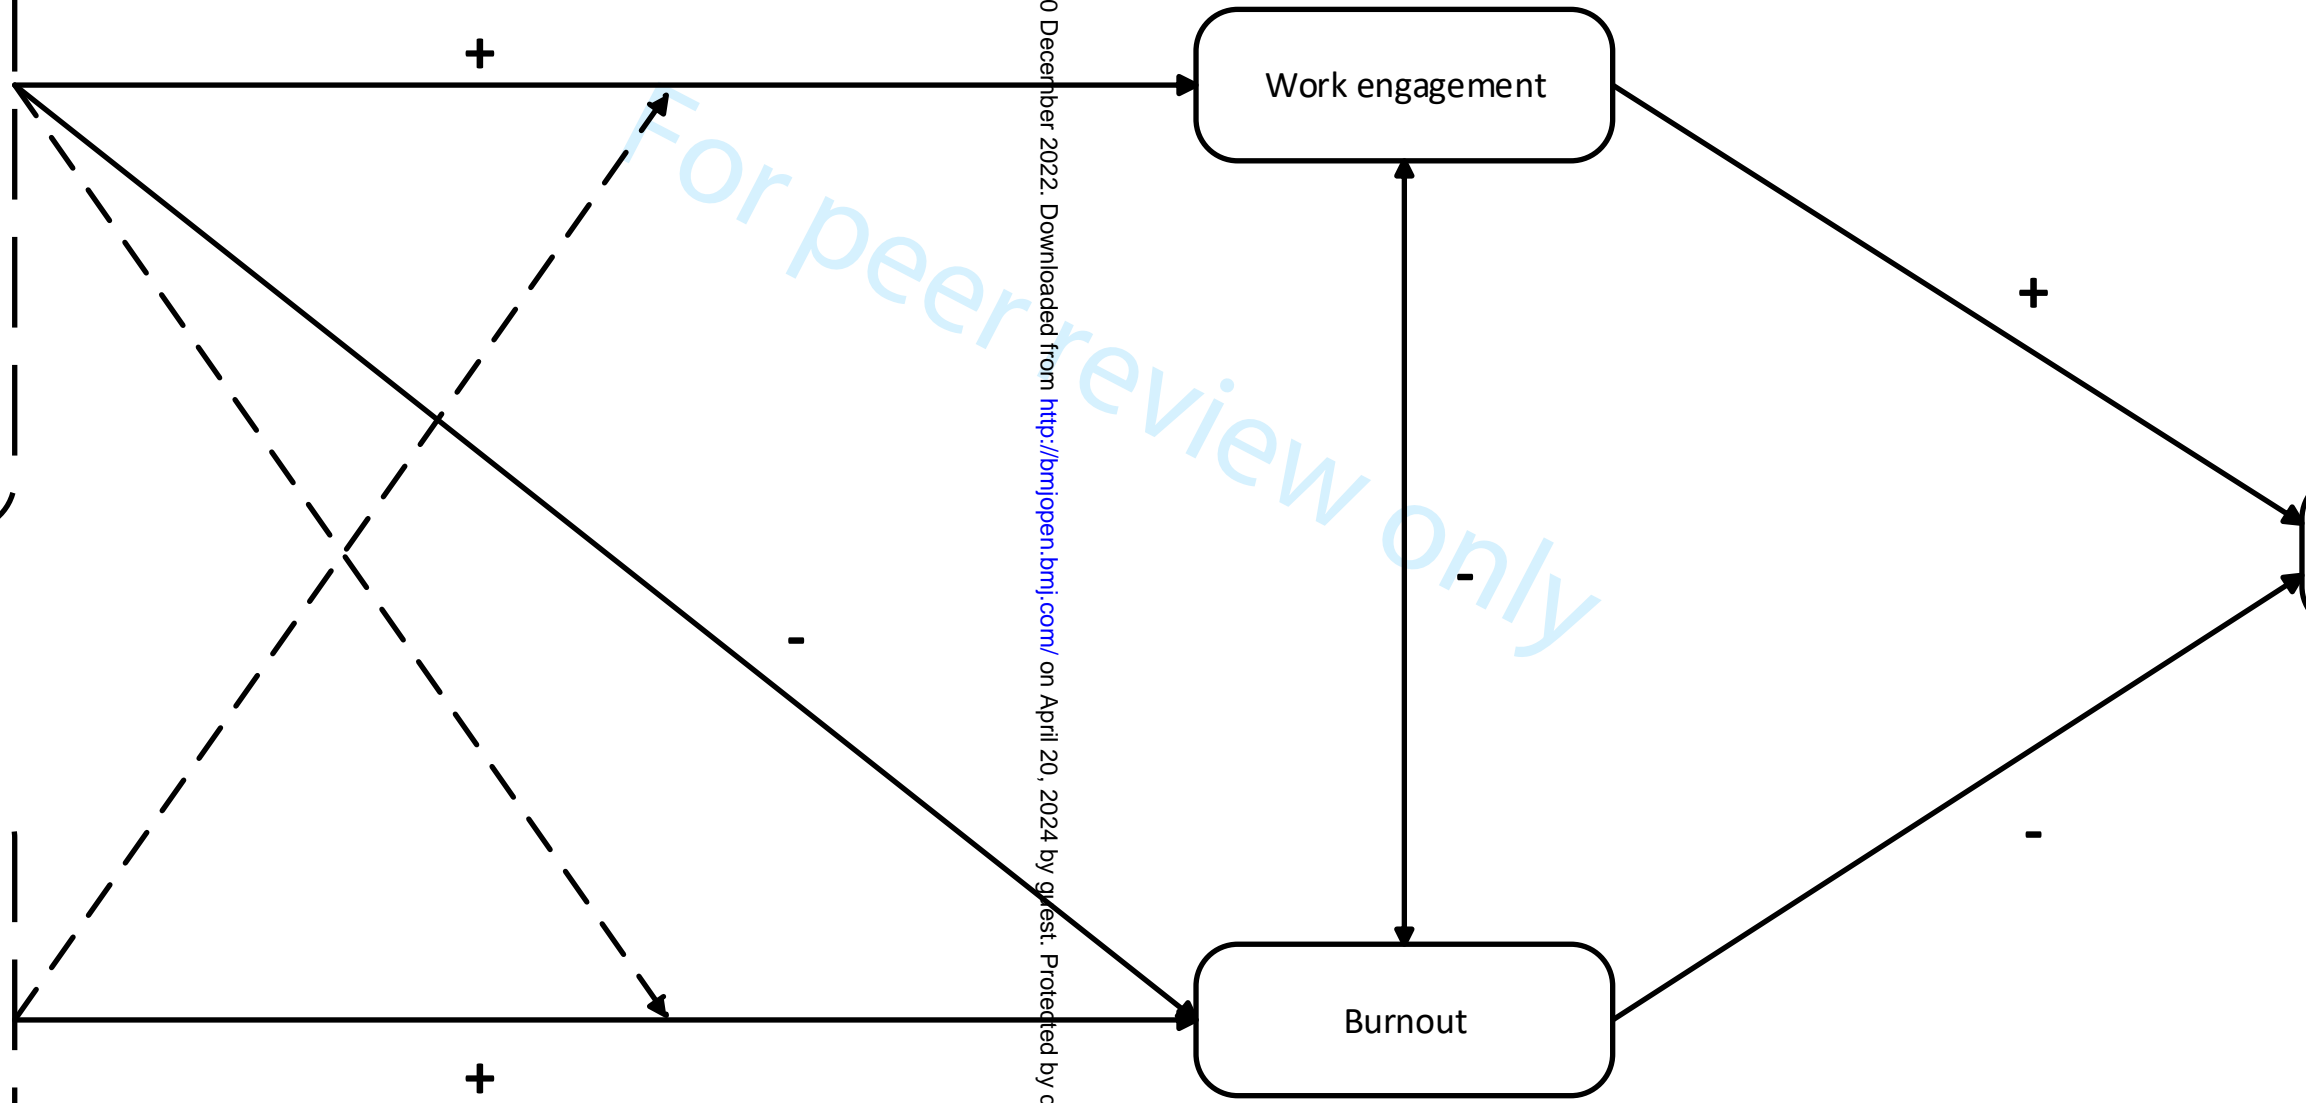 +
Work engagement
For peer review only
0 December 2022. Downloaded from http://bmjopen.bmj.com/ on April 20, 2024 by guest. Protected by
+
-
-
-
Burnout
+